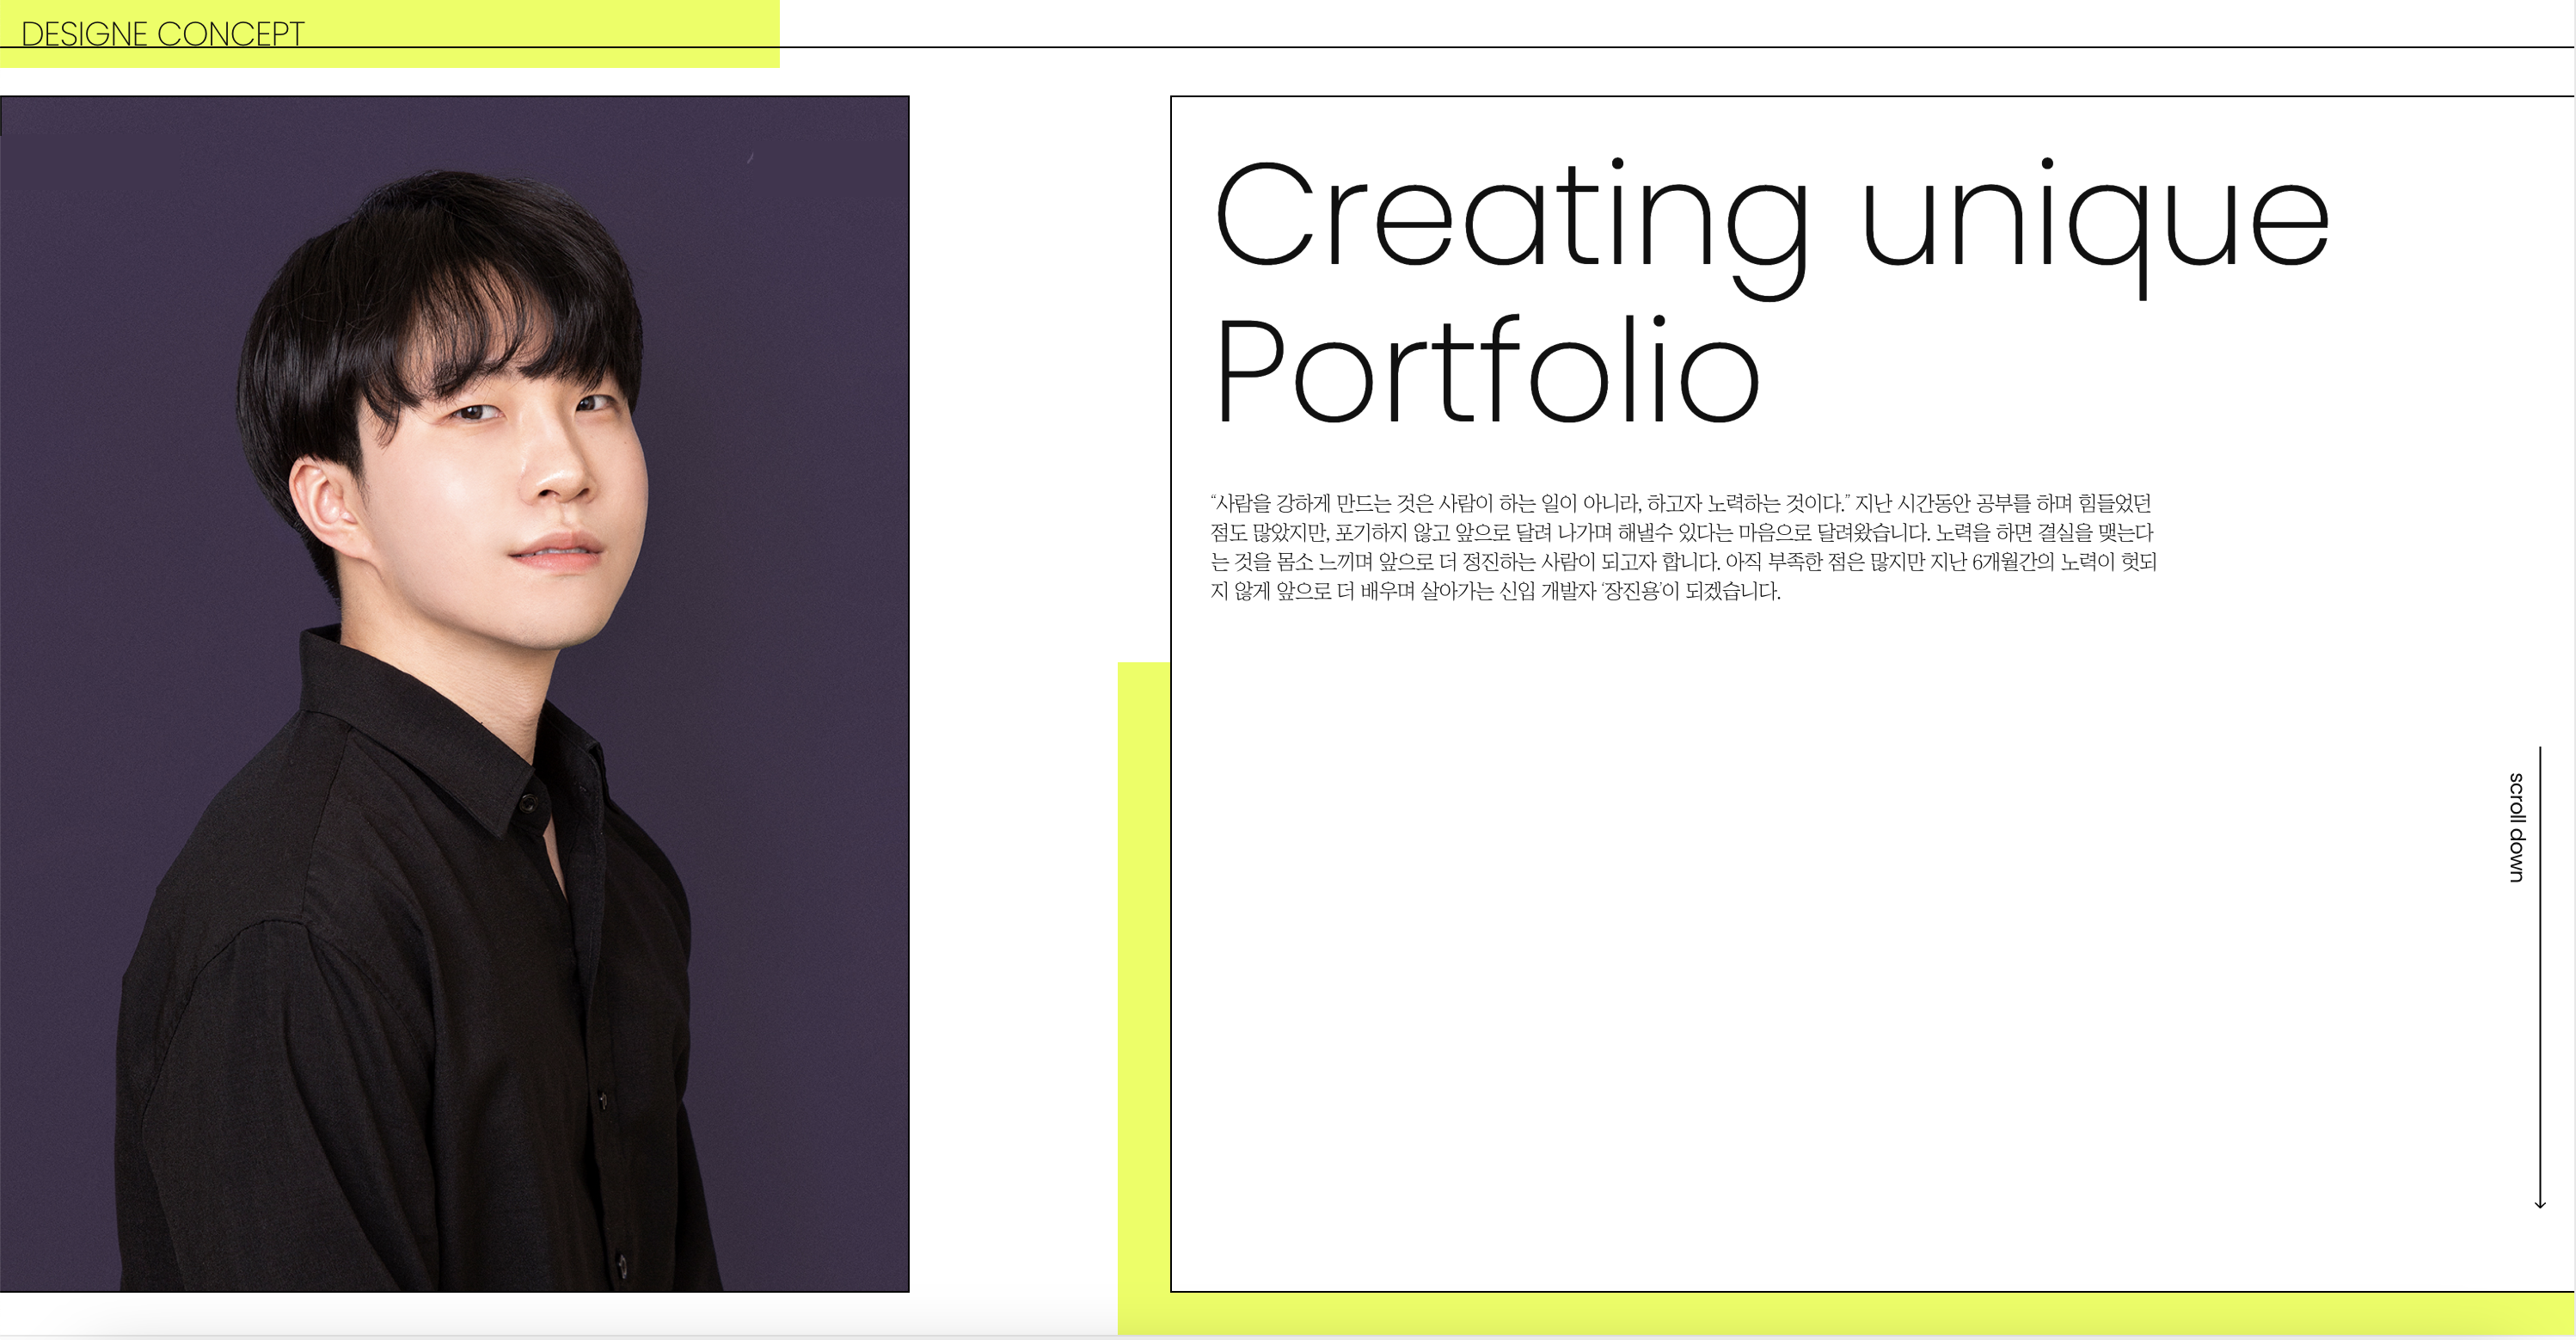 DESIGNE CONCEPT
Creating unique
Portfolio
“사람을 강하게 만드는 것은 사람이 하는 일이 아니라, 하고자 노력하는 것이다.” 지난 시간동안 공부를 하며 힘들었던
점도 많았지만, 포기하지 않고 앞으로 달려 나가며 해낼수 있다는 마음으로 달려왔습니다. 노력을 하면 결실을 맺는다
는 것을 몸소 느끼며 앞으로 더 정진하는 사람이 되고자 합니다. 아직 부족한 점은 많지만 지난 6개월간의 노력이 헛되
지 않게 앞으로 더 배우며 살아가는 신입 개발자 ‘장진용’이 되겠습니다.
scroll down